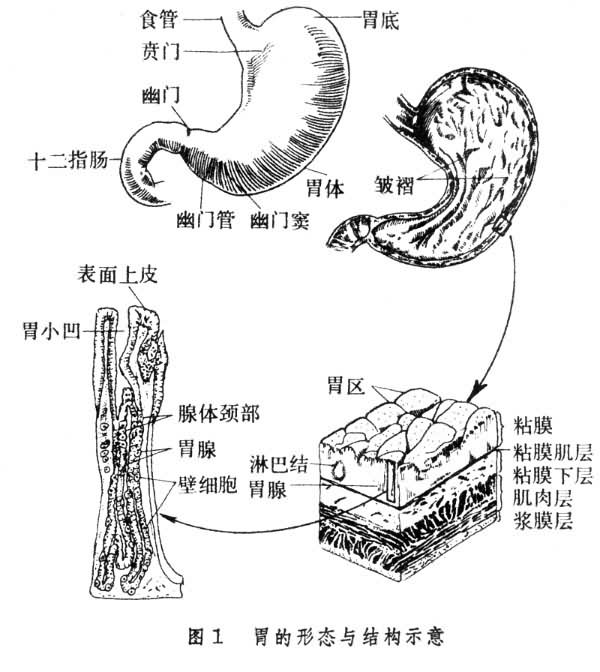 食管
胃底
贲门
幽门
十二指肠
胃体
幽门管
幽门窦
皱褶
表面上皮
胃小凹
腺体颈部
胃腺
壁细胞
胃区
淋巴结
胃腺
粘膜
粘膜肌层
粘膜下层
肌肉层
浆膜层
图1 胃的形态与结构示意